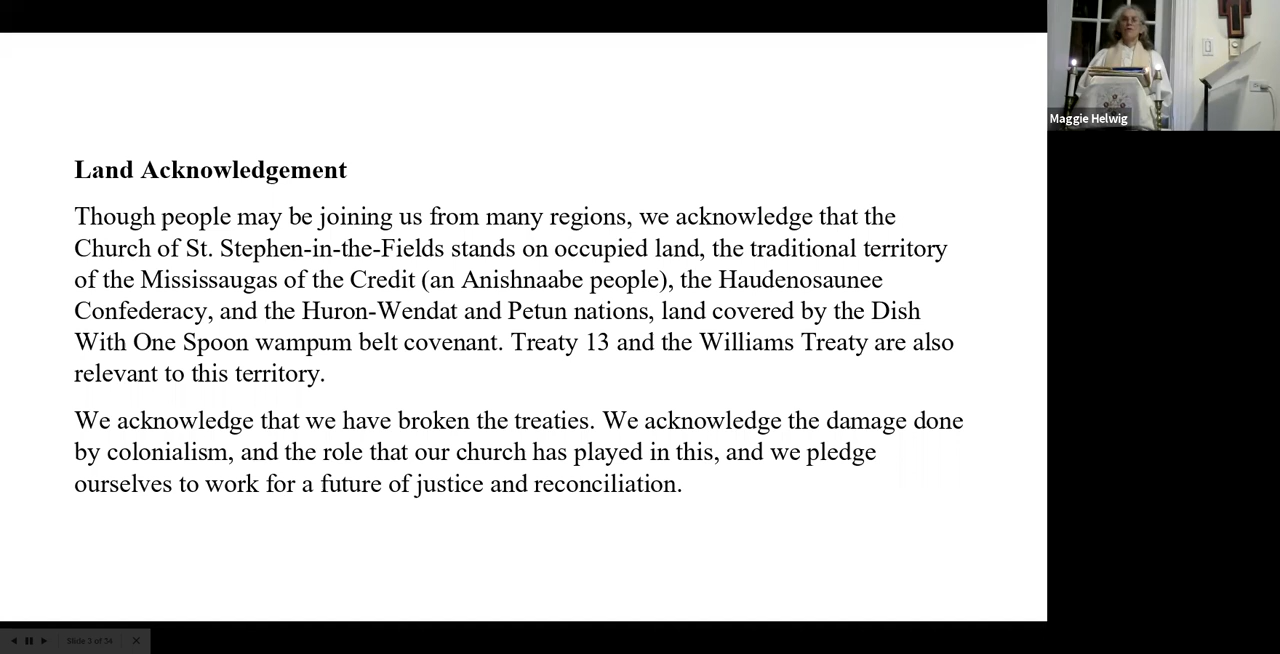 Land Acknowledgement
Though people may be joining us from many regions, we acknowledge that the
Church of St. Stephen-in-the-Fields stands on occupied land, the traditional territory
of the Mississaugas of the Credit (an Anishnaabe people), the Haudenosaunee
Confederacy, and the Huron-Wendat and Petun nations, land covered by the Dish
With One Spoon wampum belt covenant. Treaty 13 and the Williams Treaty are also
relevant to this territory.
We acknowledge that we have broken the treaties. We acknowledge the damage done
by colonialism, and the role that our church has played in this, and we pledge
ourselves to work for a future of justice and reconciliation.
Maggie Helwig
Slide 3 of 54